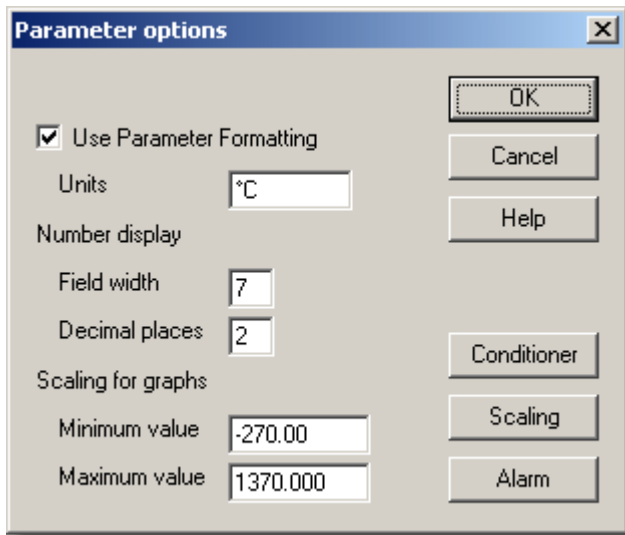 Parameter options
OK
Use Parameter Formatting
Cancel
Units °C
Help
Number display
Field width 7
Decimal places 2
Conditioner
Scaling for graphs
Scaling
Minimum value -270.00
Maximum value 1370.000
Alarm